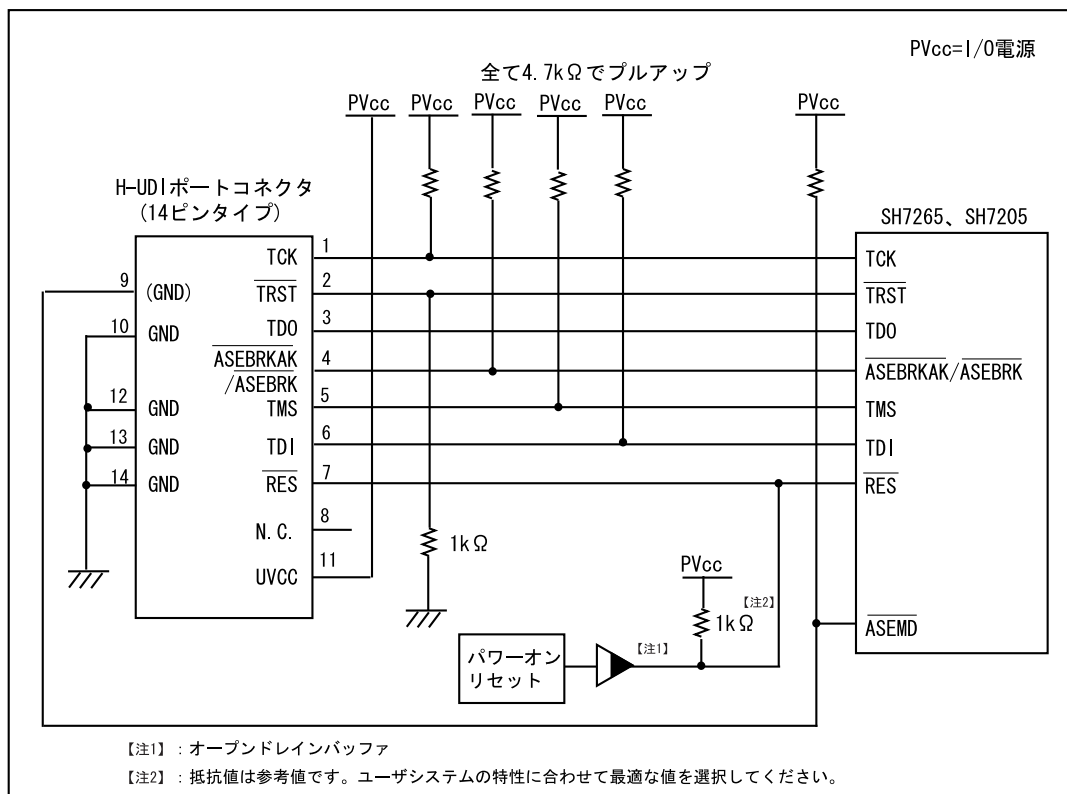 PVcc=I/O電源
全て4.7kΩでプルアップ
PVcc PVcc PVcc PVcc PVcc PVcc
H-UDIポートコネクタ
(14ピンタイプ)
SH7265、SH7205
TCK 1 TCK
9 (GND) TRST 2 TRST
10 GND TDO 3 TDO
ASEBRKAK 4 ASEBRKAK/ASEBRK
/ASEBRK
12 GND TMS 5 TMS
13 GND TDI 6 TDI
14 GND RES 7 RES
N.C. 8
1kΩ
UVCC 11
PVcc
1kΩ 【注2】
ASEMD
パワーオン
リセット
【注1】
【注1】：オープンドレインバッファ
【注2】：抵抗値は参考値です。ユーザシステムの特性に合わせて最適な値を選択してください。